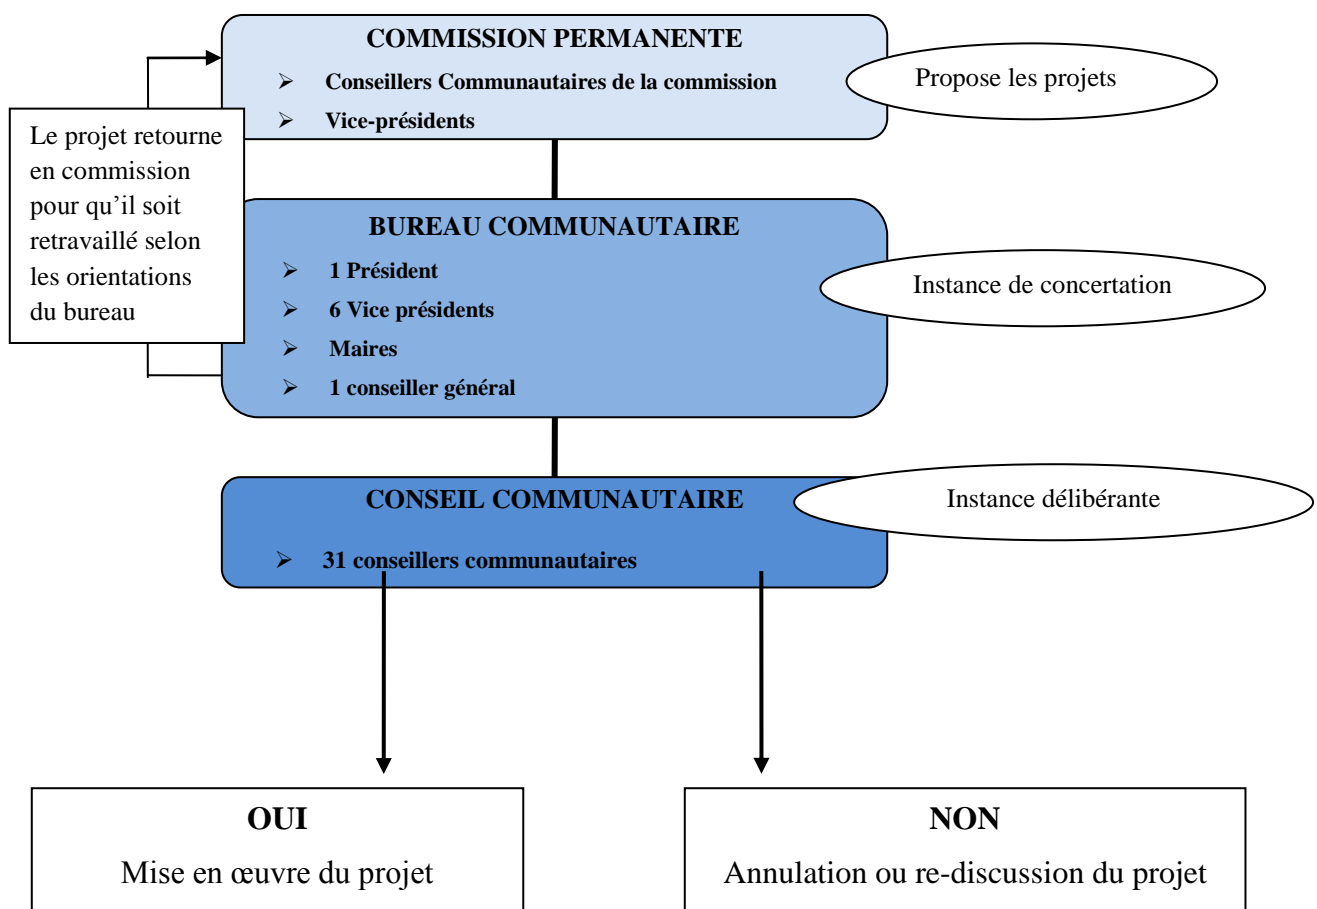 COMMISSION PERMANENTE
➢ Conseillers Communautaires de la commission
➢ Vice-présidents
Propose les projets
Le projet retourne
en commission
pour qu’il soit
retravaillé selon
les orientations
du bureau
BUREAU COMMUNAUTAIRE
➢ 1 Président
➢ 6 Vice présidents
➢ Maires
➢ 1 conseiller général
Instance de concertation
CONSEIL COMMUNAUTAIRE
➢ 31 conseillers communautaires
Instance délibérante
OUI
Mise en œuvre du projet
NON
Annulation ou re-discussion du projet